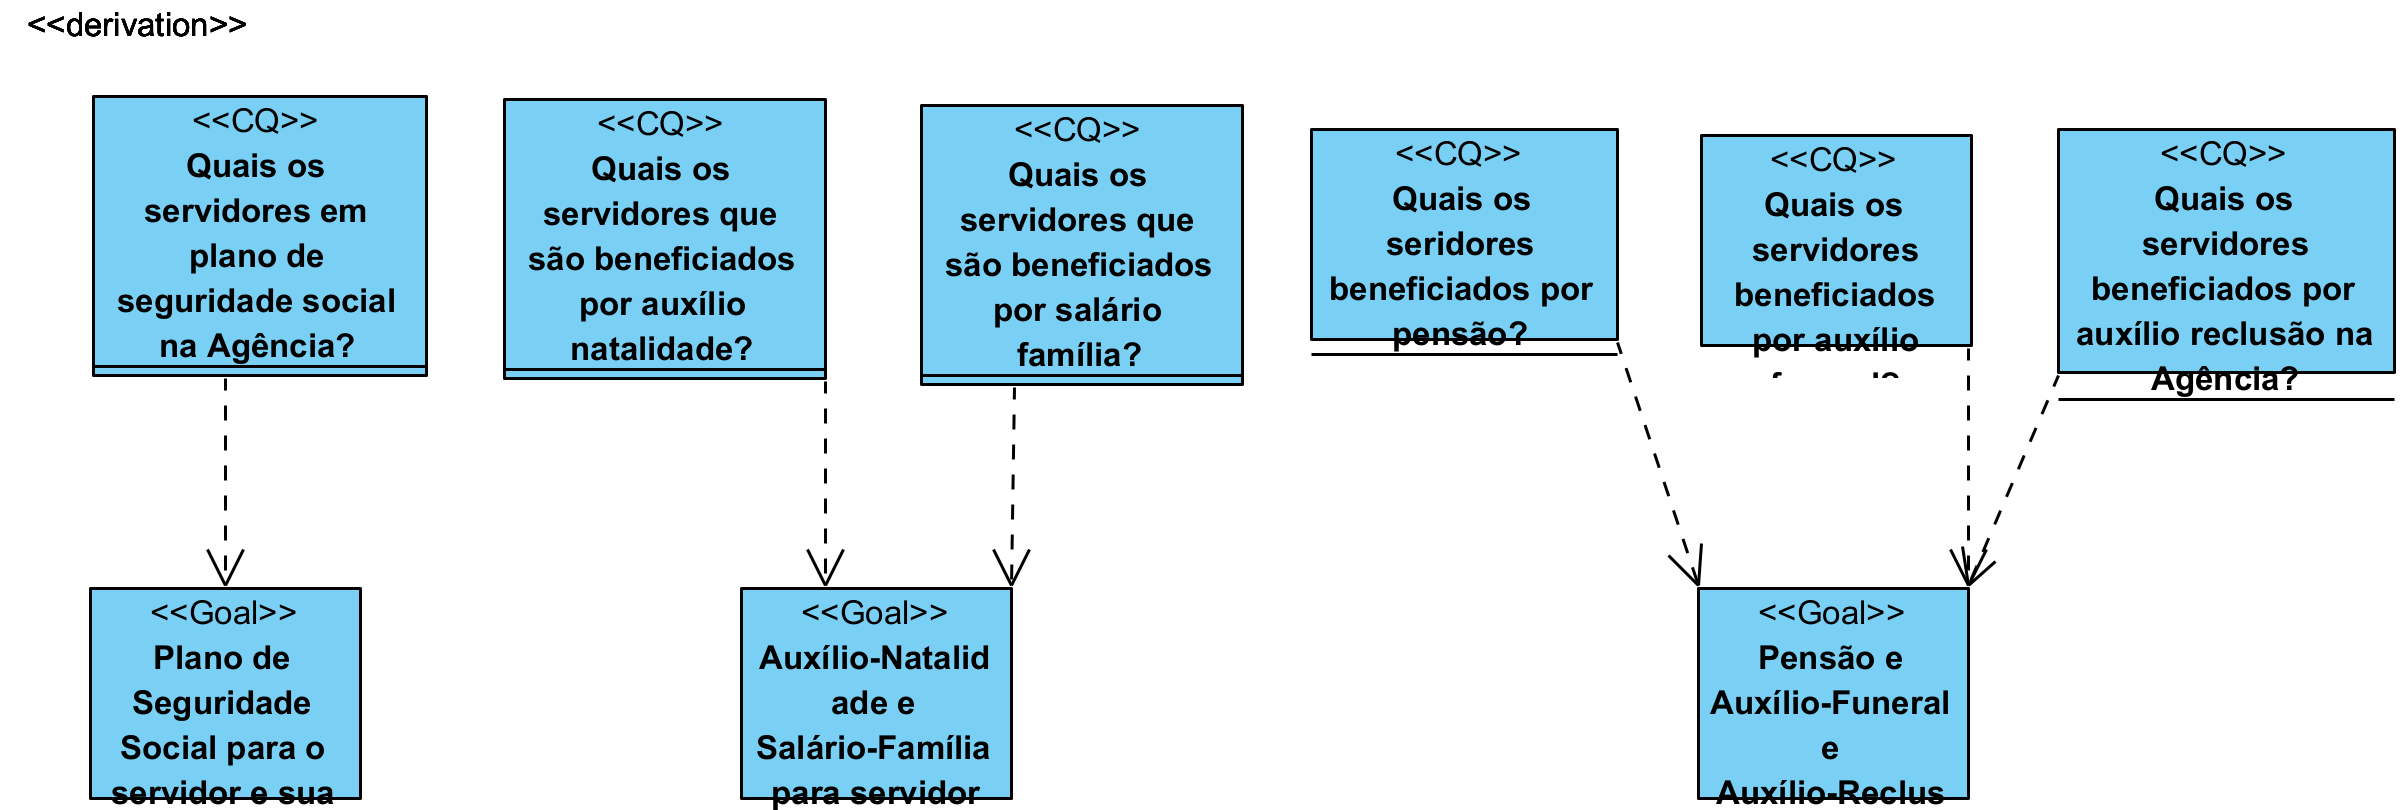 <<derivation>>
<<CQ>>
Quais os
servidores em
plano de
seguridade social
na Agência?
<<CQ>>
Quais os
servidores que
são beneficiados
por auxílio
natalidade?
<<CQ>>
Quais os
servidores que
são beneficiados
por salário
família?
<<CQ>>
Quais os
seridores
beneficiados por
pensão?
<<CQ>>
Quais os
servidores
beneficiados
por auxílio
<<CQ>>
Quais os
servidores
beneficiados por
auxílio reclusão na
Agência?
<<Goal>>
Plano de
Seguridade
Social para o
servidor e sua
<<Goal>>
Auxílio-Natalid
ade e
Salário-Família
para servidor
<<Goal>>
Pensão e
Auxílio-Funeral
e
Auxílio-Reclus